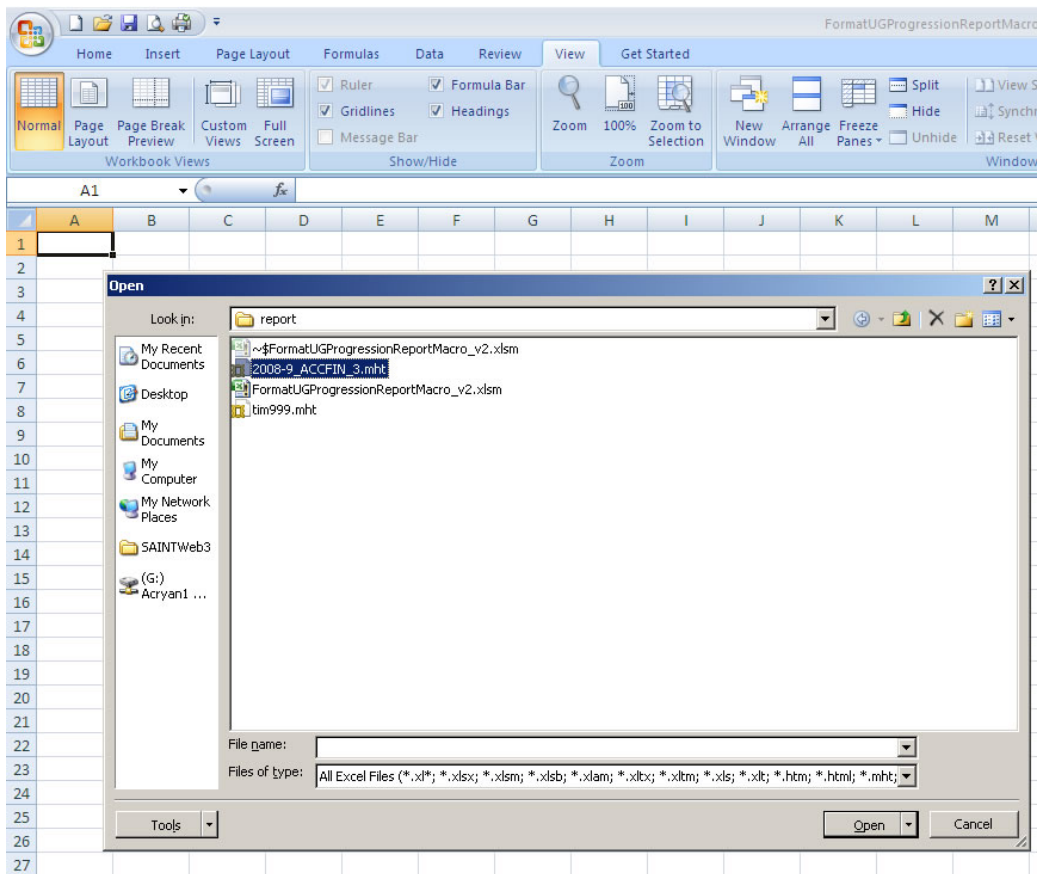 FormatUGProgressionReportMacro
Home Insert Page Layout Formulas Data Review View Get Started
Normal Page Layout Page Break Preview Custom Views Full Screen
Workbook Views
Ruler Formula Bar
Gridlines Headings
Message Bar
Show/Hide
Zoom 100% Zoom to Selection
Zoom
New Window Arrange All Freeze Panes
Split
Hide
Unhide
View S
Synchr
Reset
Window
A1 fx
A B C D E F G H I J K L M
1
2
3
4
5
6
7
8
9
10
11
12
13
14
15
16
17
18
19
20
21
22
23
24
25
26
27
Open
Look in: report
My Recent Documents
Desktop
My Documents
My Computer
My Network Places
SAINTWeb3
(G:) Acryan1 ...
~$FormatUGProgressionReportMacro_v2.xlsm
2008-9_ACCFIN_3.mht
FormatUGProgressionReportMacro_v2.xlsm
tim999.mht
File name:
Files of type: All Excel Files (*.xl*; *.xlsx; *.xlsm; *.xlsb; *.xlam; *.xltx; *.xltm; *.xls; *.xlt; *.htm; *.html; *.mht;
Tools Open Cancel